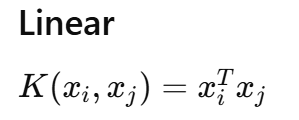 Linear
K(x_i, x_j) = x_i^T x_j